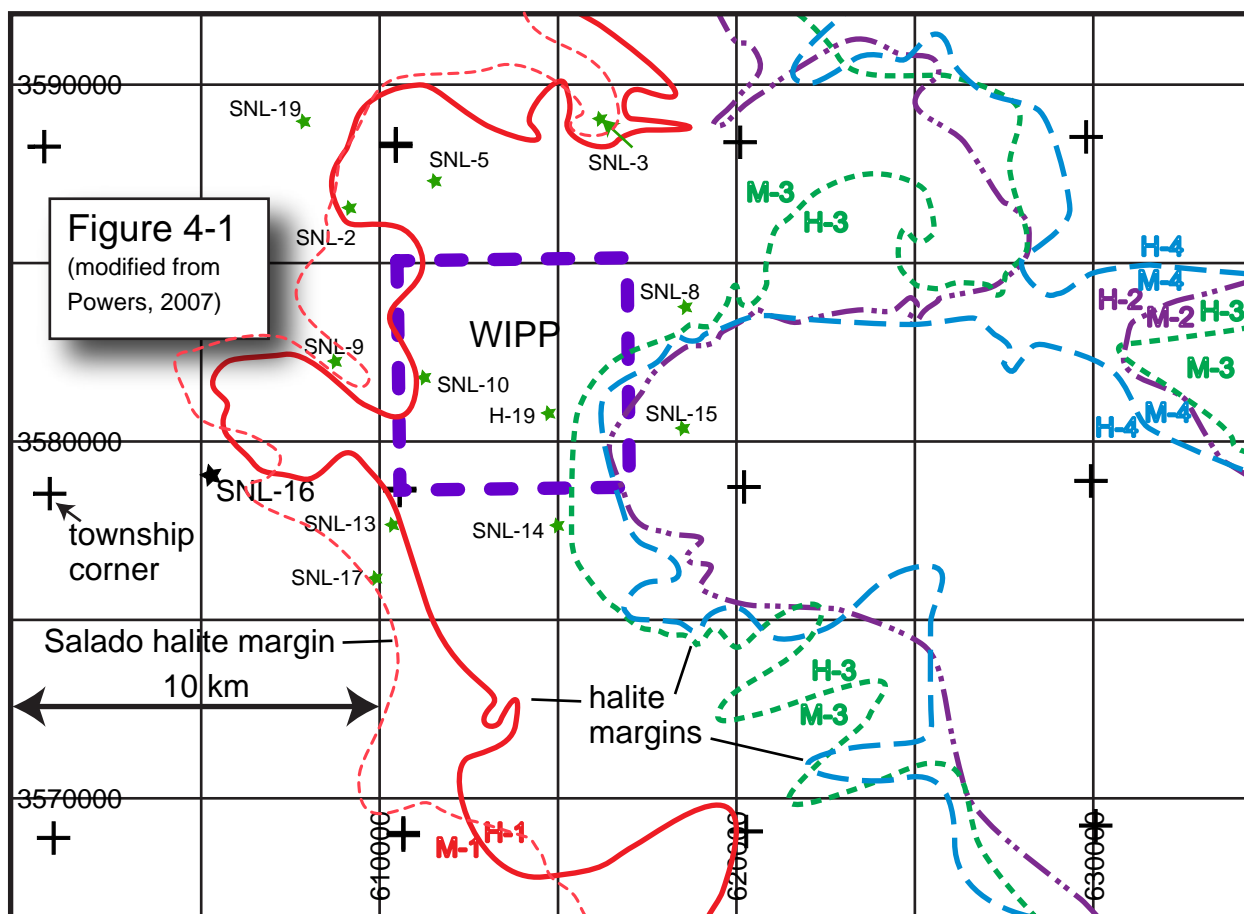 3590000
SNL-19
SNL-5
SNL-3
SNL-2
Figure 4-1
(modified from
Powers, 2007)
M-3
H-3
H-4
M-4
H-2
M-2
H-3
M-3
SNL-8
WIPP
SNL-9
SNL-10
H-19
SNL-15
M-4
H-4
3580000
SNL-16
SNL-13
SNL-14
township
corner
SNL-17
Salado halite margin
10 km
H-3
halite
M-3
margins
3570000
610000
M-1
H-1
620000
630000